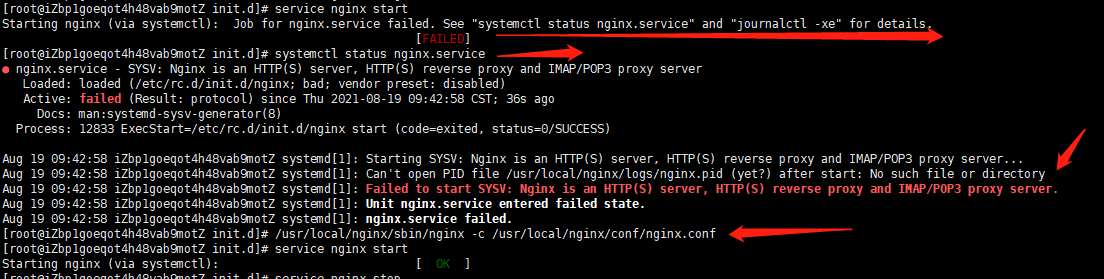 [root@iZbp1goeqot4h48vab9motZ init.d]# service nginx start
Starting nginx (via systemctl):  Job for nginx.service failed. See "systemctl status nginx.service" and "journalctl -xe" for details.
[FAILED]
[root@iZbp1goeqot4h48vab9motZ init.d]# systemctl status nginx.service
● nginx.service - SYSV: Nginx is an HTTP(S) server, HTTP(S) reverse proxy and IMAP/POP3 proxy server
Loaded: loaded (/etc/rc.d/init.d/nginx; bad; vendor preset: disabled)
Active: failed (Result: protocol) since Thu 2021-08-19 09:42:58 CST; 36s ago
Docs: man:systemd-sysv-generator(8)
Process: 12833 ExecStart=/etc/rc.d/init.d/nginx start (code=exited, status=0/SUCCESS)
Aug 19 09:42:58 iZbp1goeqot4h48vab9motZ systemd[1]: Starting SYSV: Nginx is an HTTP(S) server, HTTP(S) reverse proxy and IMAP/POP3 proxy server...
Aug 19 09:42:58 iZbp1goeqot4h48vab9motZ systemd[1]: Can't open PID file /usr/local/nginx/logs/nginx.pid (yet?) after start: No such file or directory
Aug 19 09:42:58 iZbp1goeqot4h48vab9motZ systemd[1]: Failed to start SYSV: Nginx is an HTTP(S) server, HTTP(S) reverse proxy and IMAP/POP3 proxy server.
Aug 19 09:42:58 iZbp1goeqot4h48vab9motZ systemd[1]: Unit nginx.service entered failed state.
Aug 19 09:42:58 iZbp1goeqot4h48vab9motZ systemd[1]: nginx.service failed.
[root@iZbp1goeqot4h48vab9motZ init.d]# /usr/local/nginx/sbin/nginx -c /usr/local/nginx/conf/nginx.conf
[root@iZbp1goeqot4h48vab9motZ init.d]# service nginx start
Starting nginx (via systemctl):                            [  OK  ]
[root@iZbp1goeqot4h48vab9motZ init.d]# service nginx stop